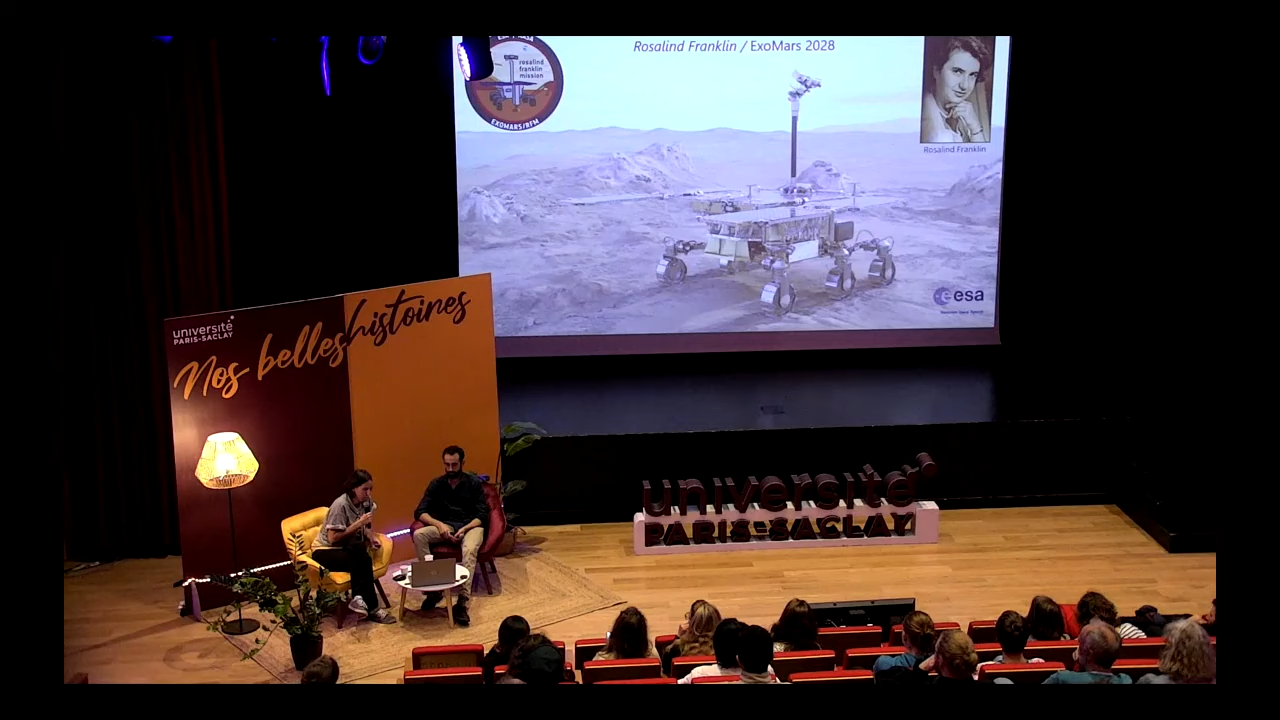 Rosalind Franklin / ExoMars 2028
rosalind
franklin
mission
EXOMARS/RFM
Rosalind Franklin
esa
université
PARIS-SACLAY
Nos belles histoires
université
PARIS-SACLAY